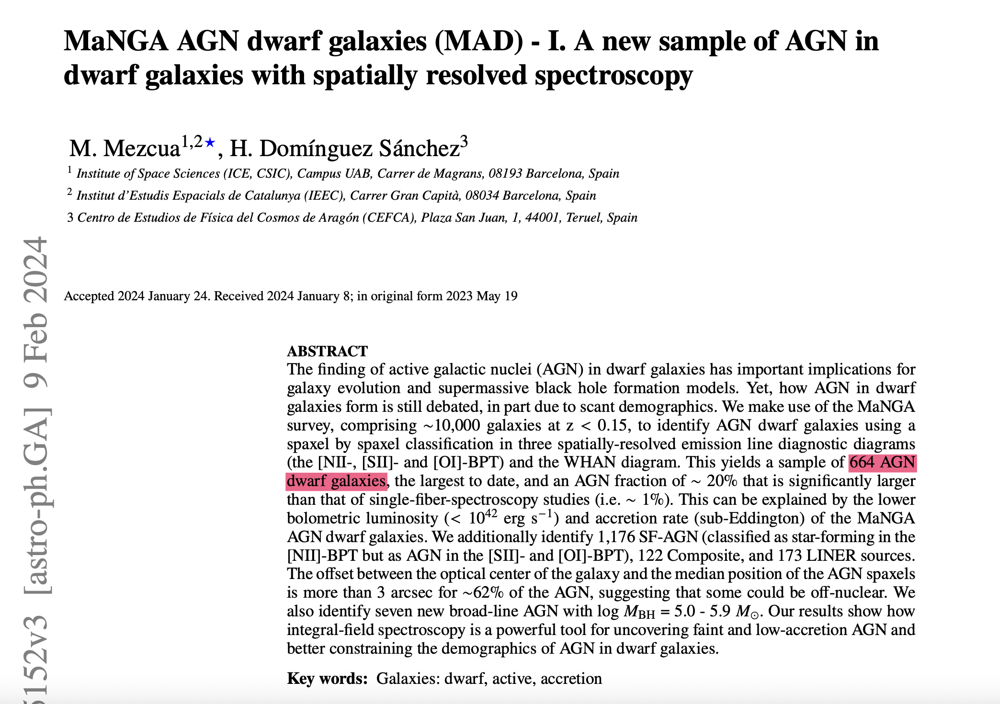 MaNGA AGN dwarf galaxies (MAD) - I. A new sample of AGN in
dwarf galaxies with spatially resolved spectroscopy
M. Mezcua1,2★, H. Domínguez Sánchez3
1 Institute of Space Sciences (ICE, CSIC), Campus UAB, Carrer de Magrans, 08193 Barcelona, Spain
2 Institut d’Estudis Espacials de Catalunya (IEEC), Carrer Gran Capità, 08034 Barcelona, Spain
3 Centro de Estudios de Física del Cosmos de Aragón (CEFCA), Plaza San Juan, 1, 44001, Teruel, Spain
Accepted 2024 January 24. Received 2024 January 8; in original form 2023 May 19
ABSTRACT
The finding of active galactic nuclei (AGN) in dwarf galaxies has important implications for
galaxy evolution and supermassive black hole formation models. Yet, how AGN in dwarf
galaxies form is still debated, in part due to scant demographics. We make use of the MaNGA
survey, comprising ~10,000 galaxies at z < 0.15, to identify AGN dwarf galaxies using a
spaxel by spaxel classification in three spatially-resolved emission line diagnostic diagrams
(the [NII-, [SII]- and [OI]-BPT) and the WHAN diagram. This yields a sample of 664 AGN
dwarf galaxies, the largest to date, and an AGN fraction of ~ 20% that is significantly larger
than that of single-fiber-spectroscopy studies (i.e. ~ 1%). This can be explained by the lower
bolometric luminosity (< 10^42 erg s^−1) and accretion rate (sub-Eddington) of the MaNGA
AGN dwarf galaxies. We additionally identify 1,176 SF-AGN (classified as star-forming in the
[NII]-BPT but as AGN in the [SII]- and [OI]-BPT), 122 Composite, and 173 LINER sources.
The offset between the optical center of the galaxy and the median position of the AGN spaxels
is more than 3 arcsec for ~62% of the AGN, suggesting that some could be off-nuclear. We
also identify seven new broad-line AGN with log M_BH = 5.0 - 5.9 M_⊙. Our results show how
integral-field spectroscopy is a powerful tool for uncovering faint and low-accretion AGN and
better constraining the demographics of AGN in dwarf galaxies.
Key words: Galaxies: dwarf, active, accretion
5152v3 [astro-ph.GA] 9 Feb 2024